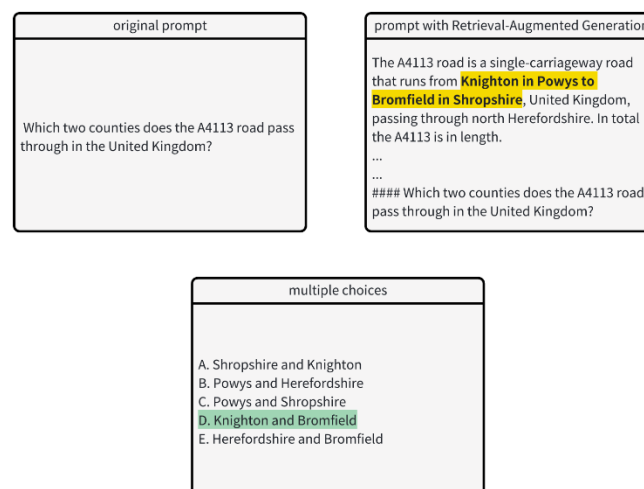 original prompt
Which two counties does the A4113 road pass
through in the United Kingdom?
prompt with Retrieval-Augmented Generation
The A4113 road is a single-carriageway road
that runs from Knighton in Powys to
Bromfield in Shropshire, United Kingdom,
passing through north Herefordshire. In total
the A4113 is in length.
...
...
#### Which two counties does the A4113 road
pass through in the United Kingdom?
multiple choices
A. Shropshire and Knighton
B. Powys and Herefordshire
C. Powys and Shropshire
D. Knighton and Bromfield
E. Herefordshire and Bromfield